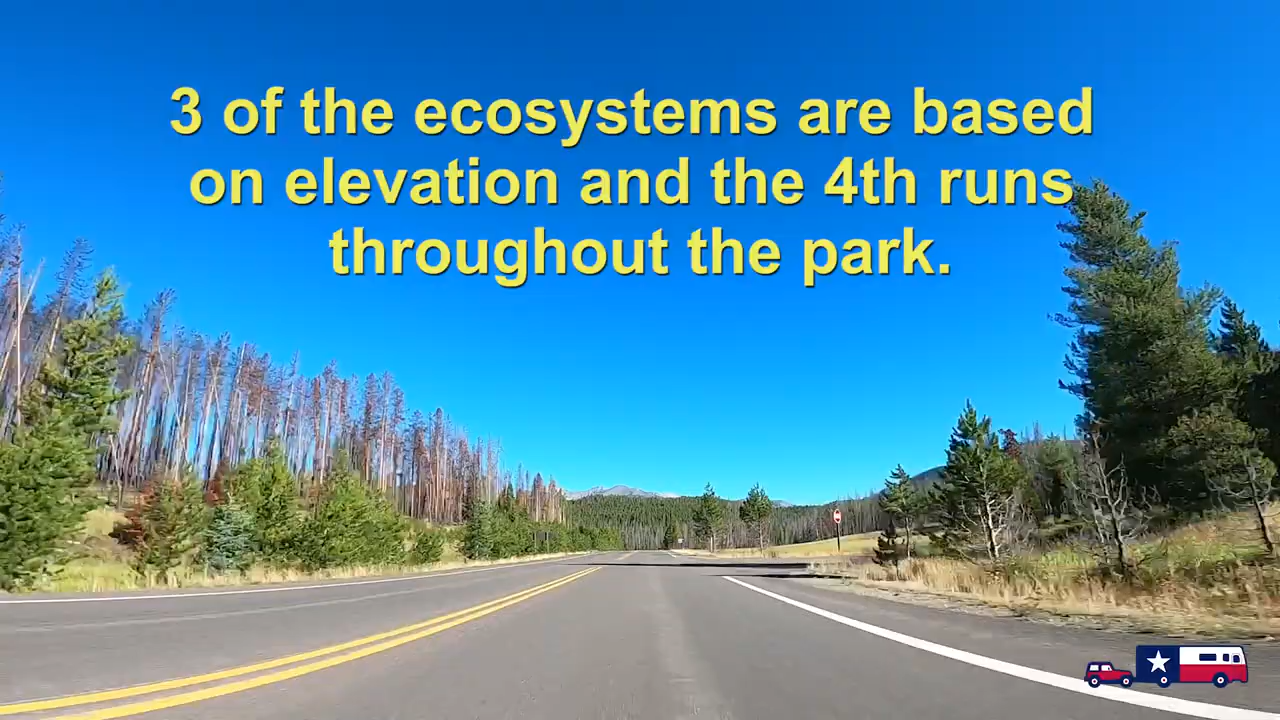 3 of the ecosystems are based
on elevation and the 4th runs
throughout the park.